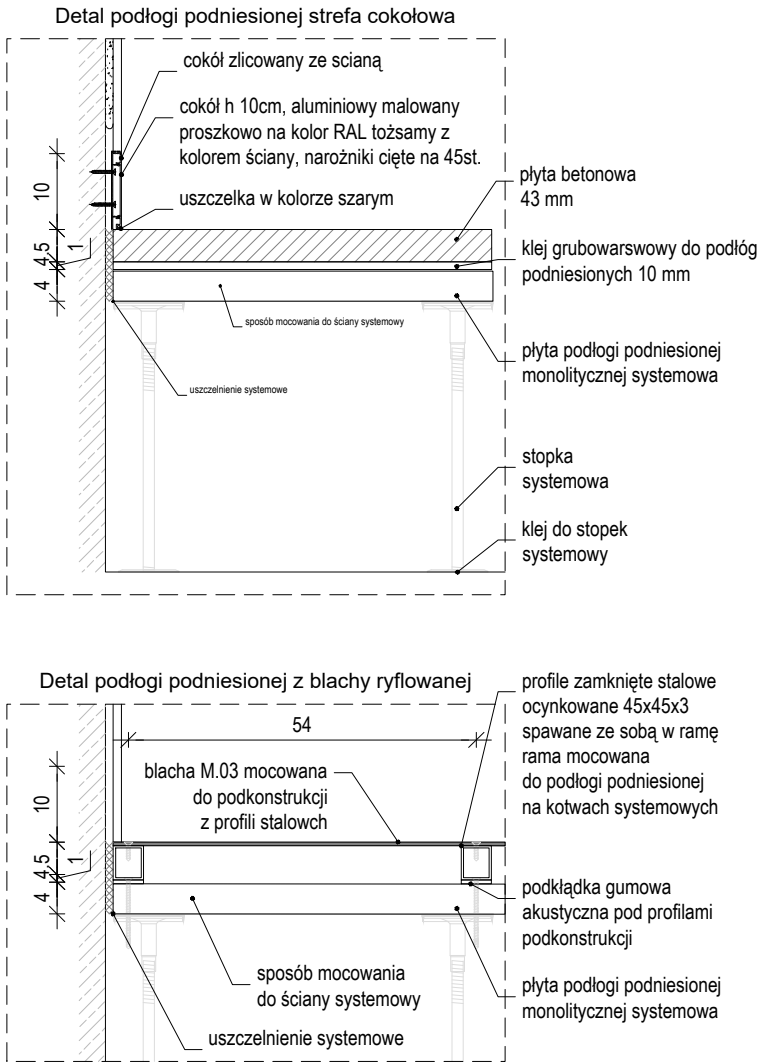 Detal podłogi podniesionej strefa cokołowa
cokół zlicowany ze scianą
cokół h 10cm, aluminiowy malowany
proszkowo na kolor RAL tożsamy z
kolorem ściany, narożniki cięte na 45st.
uszczelka w kolorze szarym
10
1
4.5
4
płyta betonowa
43 mm
klej grubowarswowy do podłóg
podniesionych 10 mm
sposób mocowania do ściany systemowy
uszczelnienie systemowe
płyta podłogi podniesionej
monolitycznej systemowa
stopka
systemowa
klej do stopek
systemowy
Detal podłogi podniesionej z blachy ryflowanej
54
10
1
4.5
4
blacha M.03 mocowana
do podkonstrukcji
z profili stalowch
profile zamknięte stalowe
ocynkowane 45x45x3
spawane ze sobą w ramę
rama mocowana
do podłogi podniesionej
na kotwach systemowych
podkłądka gumowa
akustyczna pod profilami
podkonstrukcji
sposób mocowania
do ściany systemowy
uszczelnienie systemowe
płyta podłogi podniesionej
monolitycznej systemowa